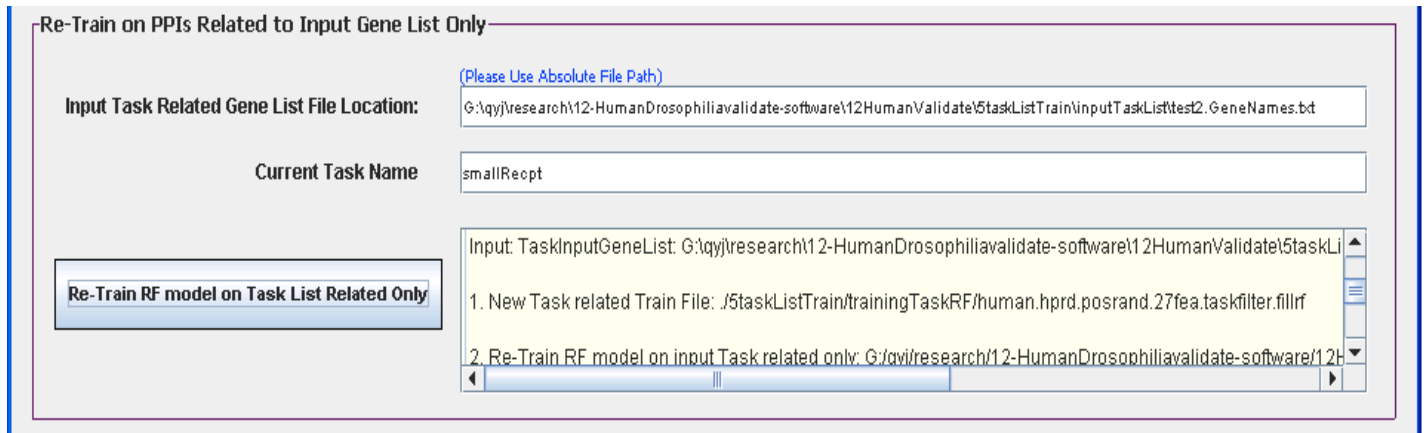 Re-Train on PPIs Related to Input Gene List Only
(Please Use Absolute File Path)
Input Task Related Gene List File Location:
G:\qyj\research\12-HumanDrosophiliavalidate-software\12HumanValidate\5taskListTrain\inputTaskList\test2.GeneNames.txt
Current Task Name
smallRecpt
Input: TaskInputGeneList: G:\qyj\research\12-HumanDrosophiliavalidate-software\12HumanValidate\5taskLi
Re-Train RF model on Task List Related Only
1. New Task related Train File: ./5taskListTrain/trainingTaskRF/human.hprd.posrand.27fea.taskfilter.fillrf
2. Re-Train RF model on input Task related only: G:/qyj/research/12-HumanDrosophiliavalidate-software/12H